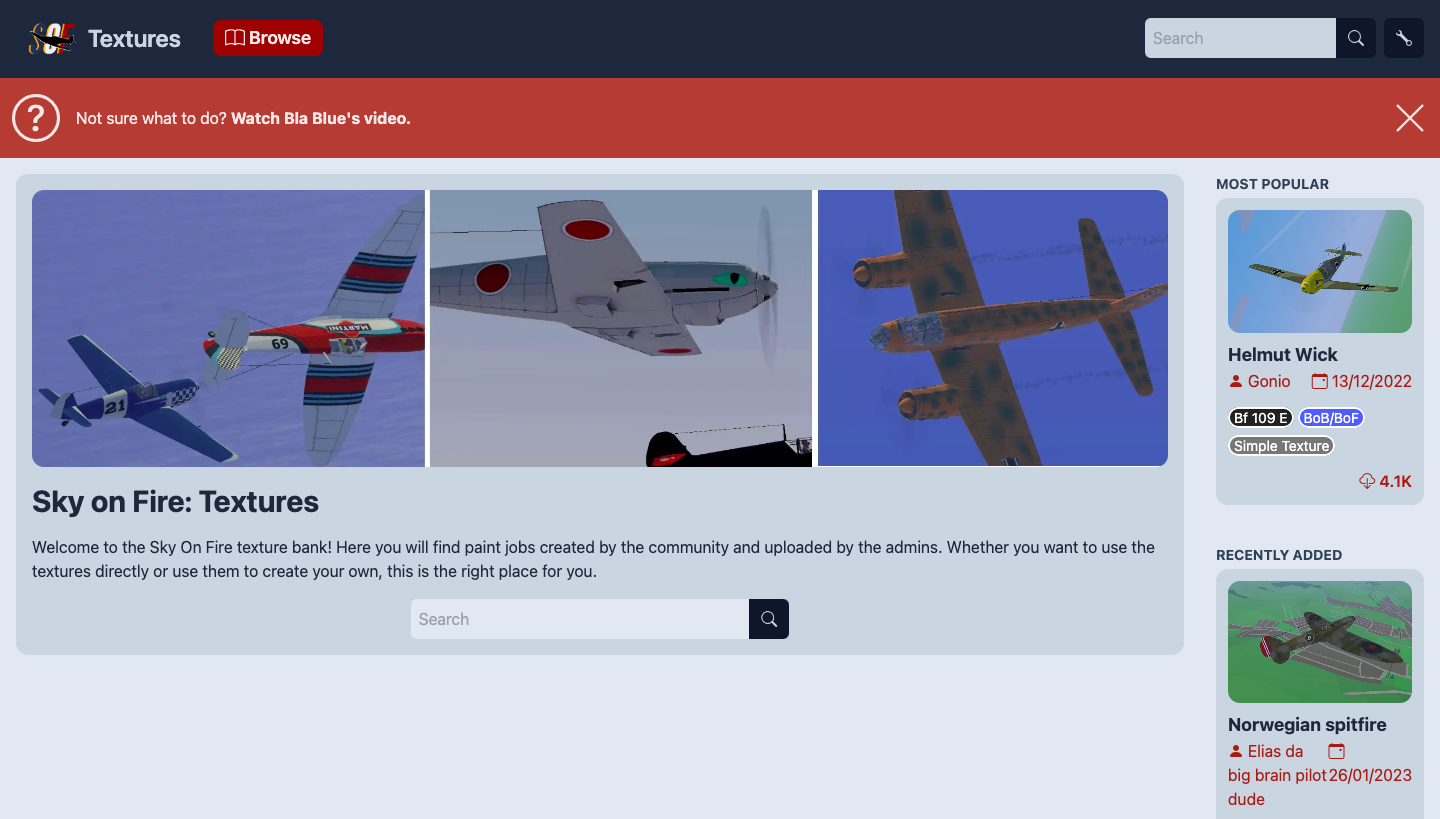 SOF Textures Browse Search
Not sure what to do? Watch Bla Blue's video.
MARTINI
69
21
Sky on Fire: Textures
Welcome to the Sky On Fire texture bank! Here you will find paint jobs created by the community and uploaded by the admins. Whether you want to use the
textures directly or use them to create your own, this is the right place for you.
Search
MOST POPULAR
Helmut Wick
Gonio 13/12/2022
Bf 109 E BoB/BoF
Simple Texture
4.1K
RECENTLY ADDED
Norwegian spitfire
Elias da
big brain pilot 26/01/2023
dude